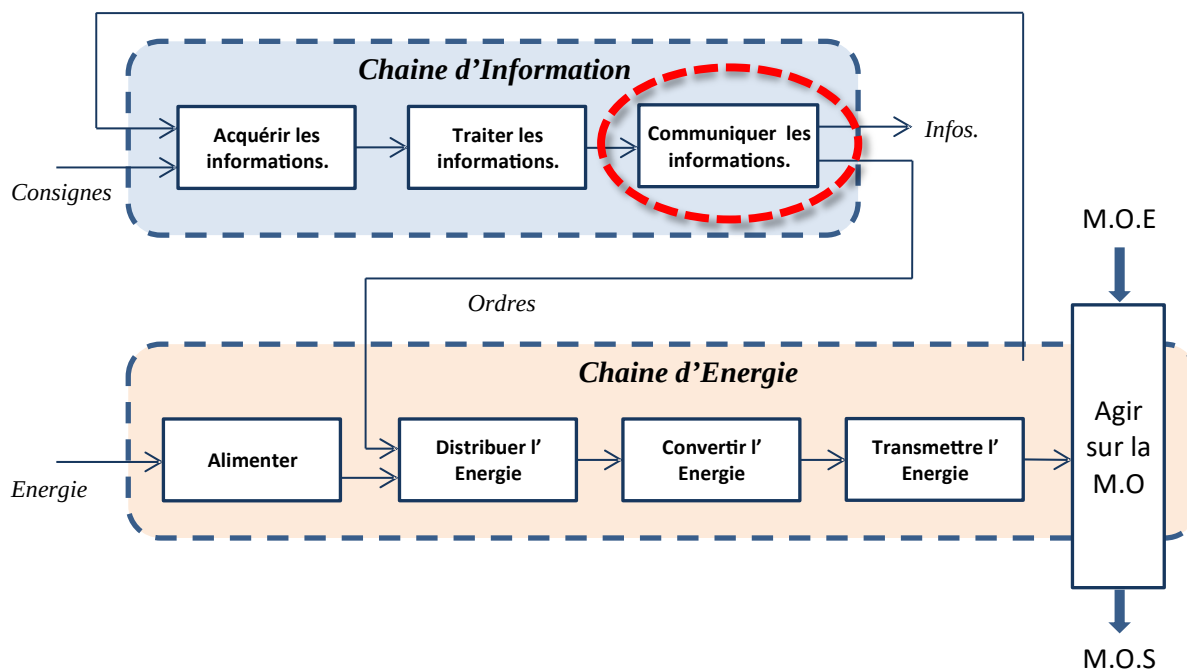 Chaine d’Information
Acquérir les
informations.
Traiter les
informations.
Communiquer les
informations.
Infos.
Consignes
M.O.E
Ordres
Chaine d’Energie
Alimenter
Distribuer l’
Energie
Convertir l’
Energie
Transmettre l’
Energie
Agir
sur la
M.O
Energie
M.O.S